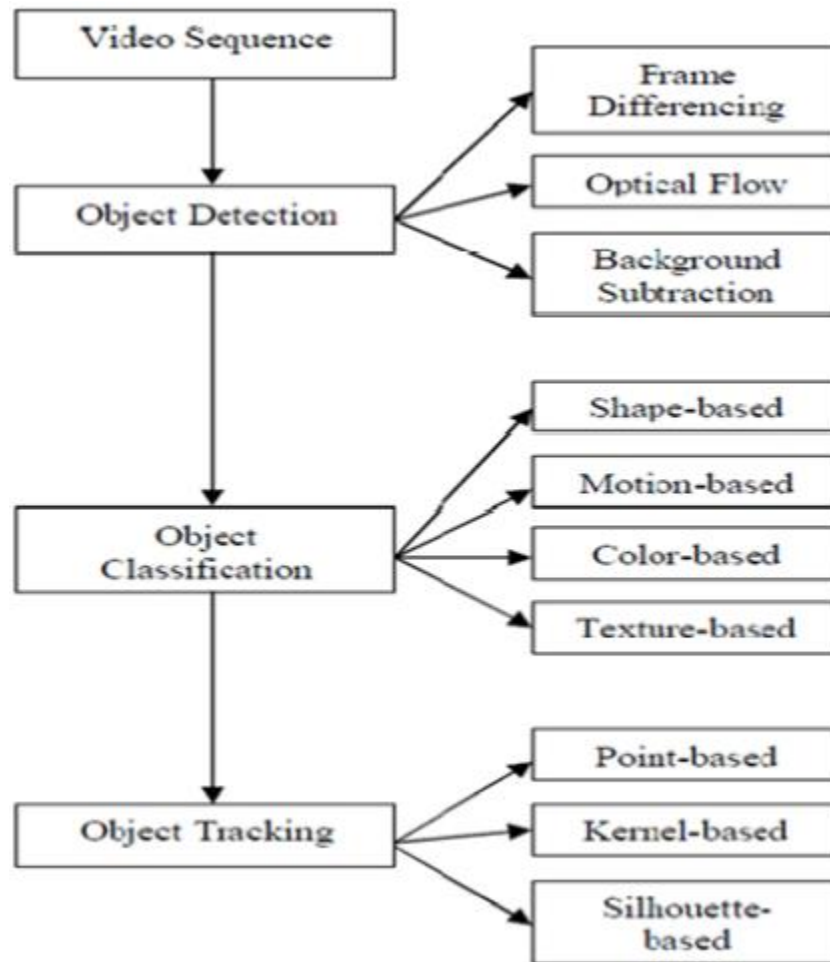 Video Sequence
Frame
Differencing
Object Detection
Optical Flow
Background
Subtraction
Shape-based
Motion-based
Object
Classification
Color-based
Texture-based
Point-based
Object Tracking
Kernel-based
Silhouette-
based